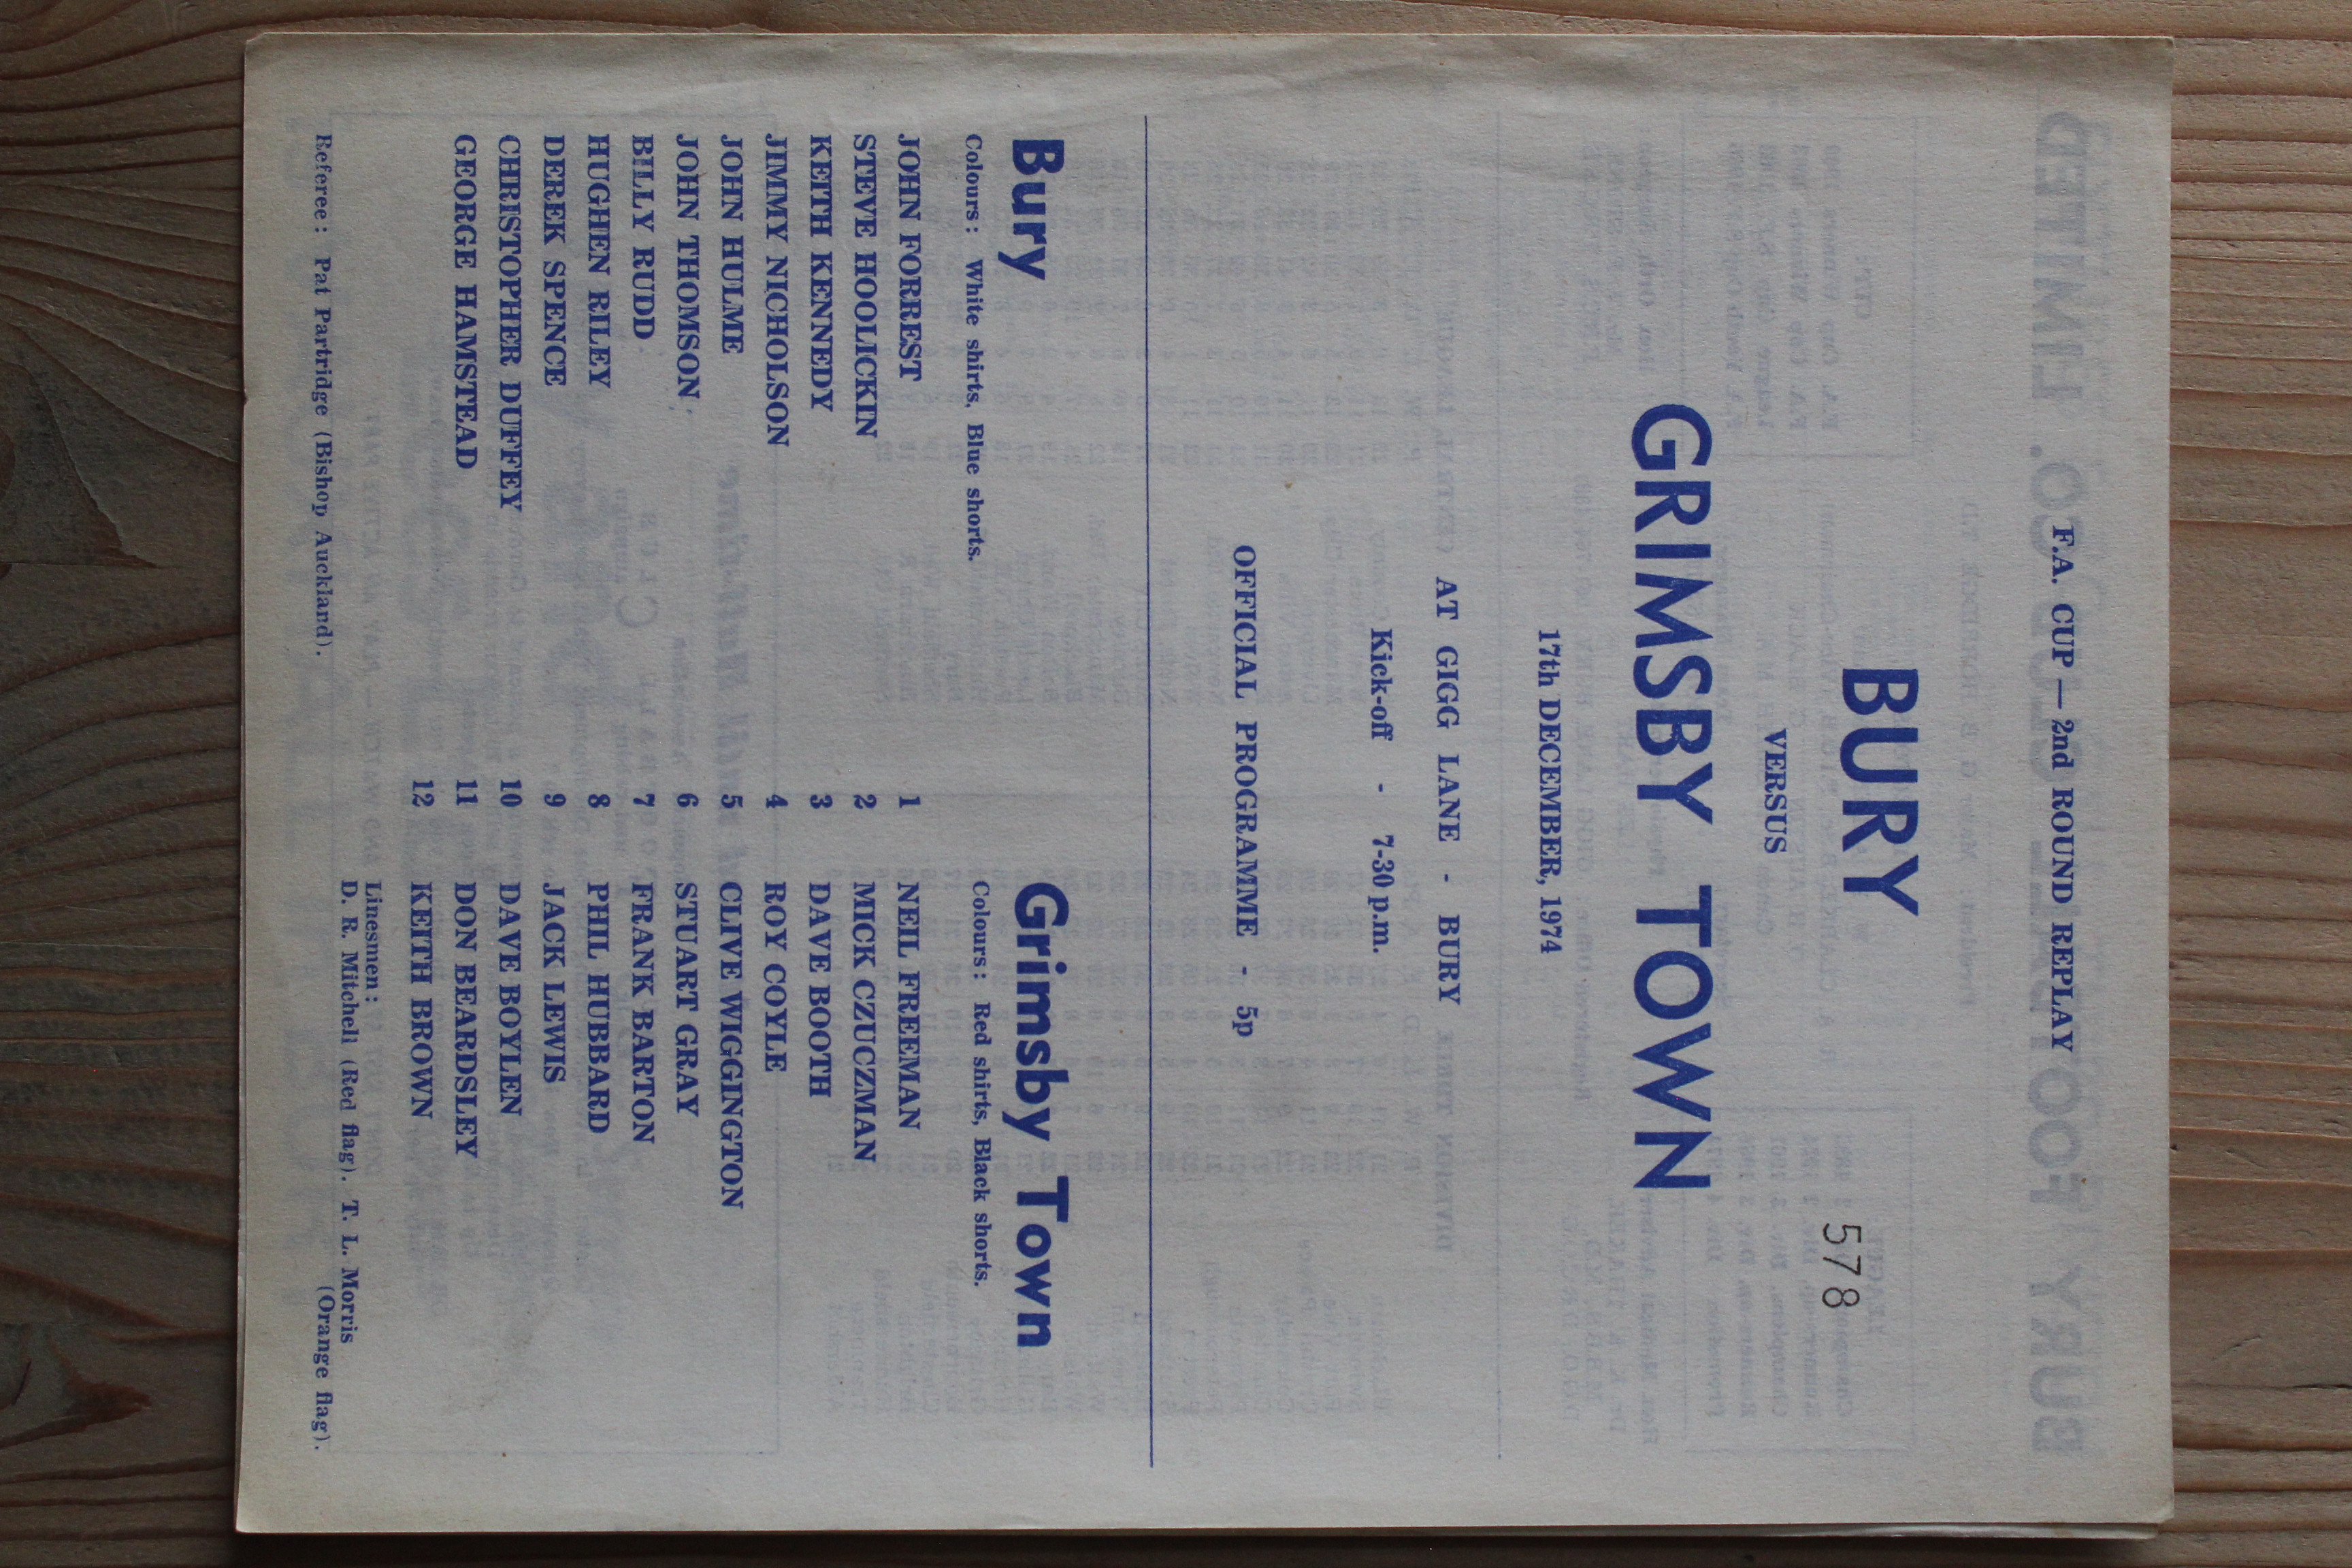 F.A. CUP — 2nd ROUND REPLAY
BURY
VERSUS
578
GRIMSBY TOWN
17th DECEMBER, 1974
AT GIGG LANE - BURY
Kick-off - 7-30 p.m.
OFFICIAL PROGRAMME - 5p
Bury Grimsby Town
Colours: White shirts, Blue shorts. Colours: Red shirts, Black shorts.
JOHN FORREST 1 NEIL FREEMAN
STEVE HOOLICKIN 2 MICK CZUCZMAN
KEITH KENNEDY 3 DAVE BOOTH
JIMMY NICHOLSON 4 ROY COYLE
JOHN HULME 5 CLIVE WIGGINGTON
JOHN THOMSON 6 STUART GRAY
BILLY RUDD 7 FRANK BARTON
HUGHEN RILEY 8 PHIL HUBBARD
DEREK SPENCE 9 JACK LEWIS
CHRISTOPHER DUFFEY 10 DAVE BOYLEN
GEORGE HAMSTEAD 11 DON BEARDSLEY
12 KEITH BROWN
Linesmen:
D. R. Mitchell (Red flag). T. L. Morris
Referee: Pat Partridge (Bishop Auckland). (Orange flag).